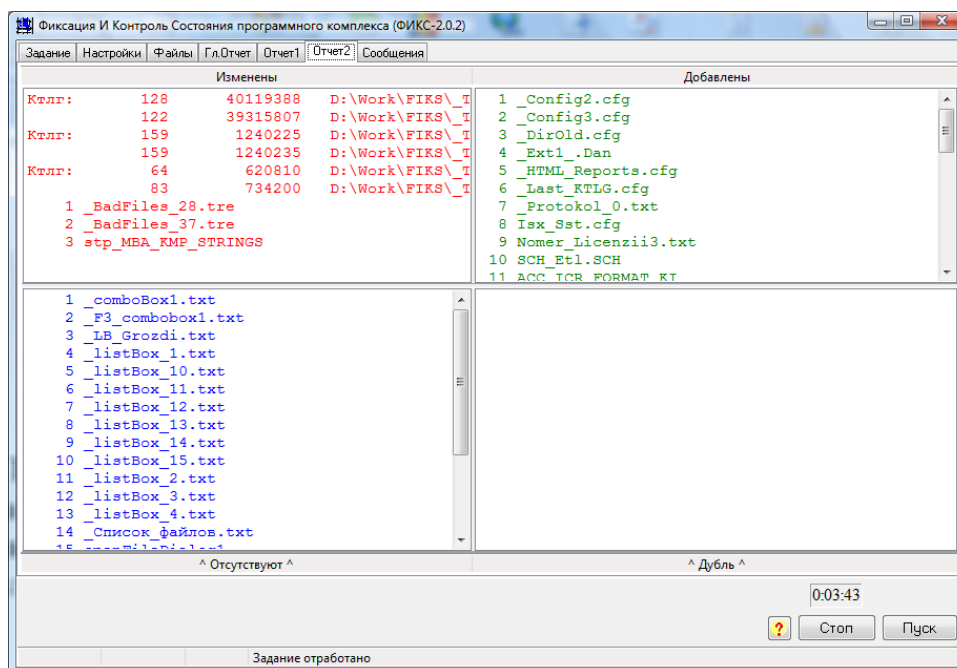 Фиксация И Контроль Состояния программного комплекса (ФИКС-2.0.2)
Задание Настройки Файлы Гл.Отчет Отчет1 Отчет2 Сообщения
Изменены
Ктлг: 128 40119388 D:\Work\FIKS\_T
122 39315807 D:\Work\FIKS\_T
Ктлг: 159 1240225 D:\Work\FIKS\_T
159 1240235 D:\Work\FIKS\_T
Ктлг: 64 620810 D:\Work\FIKS\_T
83 734200 D:\Work\FIKS\_T
1 _BadFiles_28.tre
2 _BadFiles_37.tre
3 stp_MBA_KMP_STRINGS
Добавлены
1 _Config2.cfg
2 _Config3.cfg
3 _DirOld.cfg
4 _Ext1_.Dan
5 _HTML_Reports.cfg
6 _Last_KTLG.cfg
7 _Protokol_0.txt
8 Isx_Sst.cfg
9 Nomer_Licenzii3.txt
10 SCH_Etl.SCH
11 ACC_ICR_FORMAT_KI
1 _comboBox1.txt
2 _F3_combobox1.txt
3 _LB_Grozdi.txt
4 _listBox_1.txt
5 _listBox_10.txt
6 _listBox_11.txt
7 _listBox_12.txt
8 _listBox_13.txt
9 _listBox_14.txt
10 _listBox_15.txt
11 _listBox_2.txt
12 _listBox_3.txt
13 _listBox_4.txt
14 _Список_файлов.txt
15 openFileDialog1
^ Отсутствуют ^
^ Дубль ^
0:03:43
? Стоп Пуск
Задание отработано